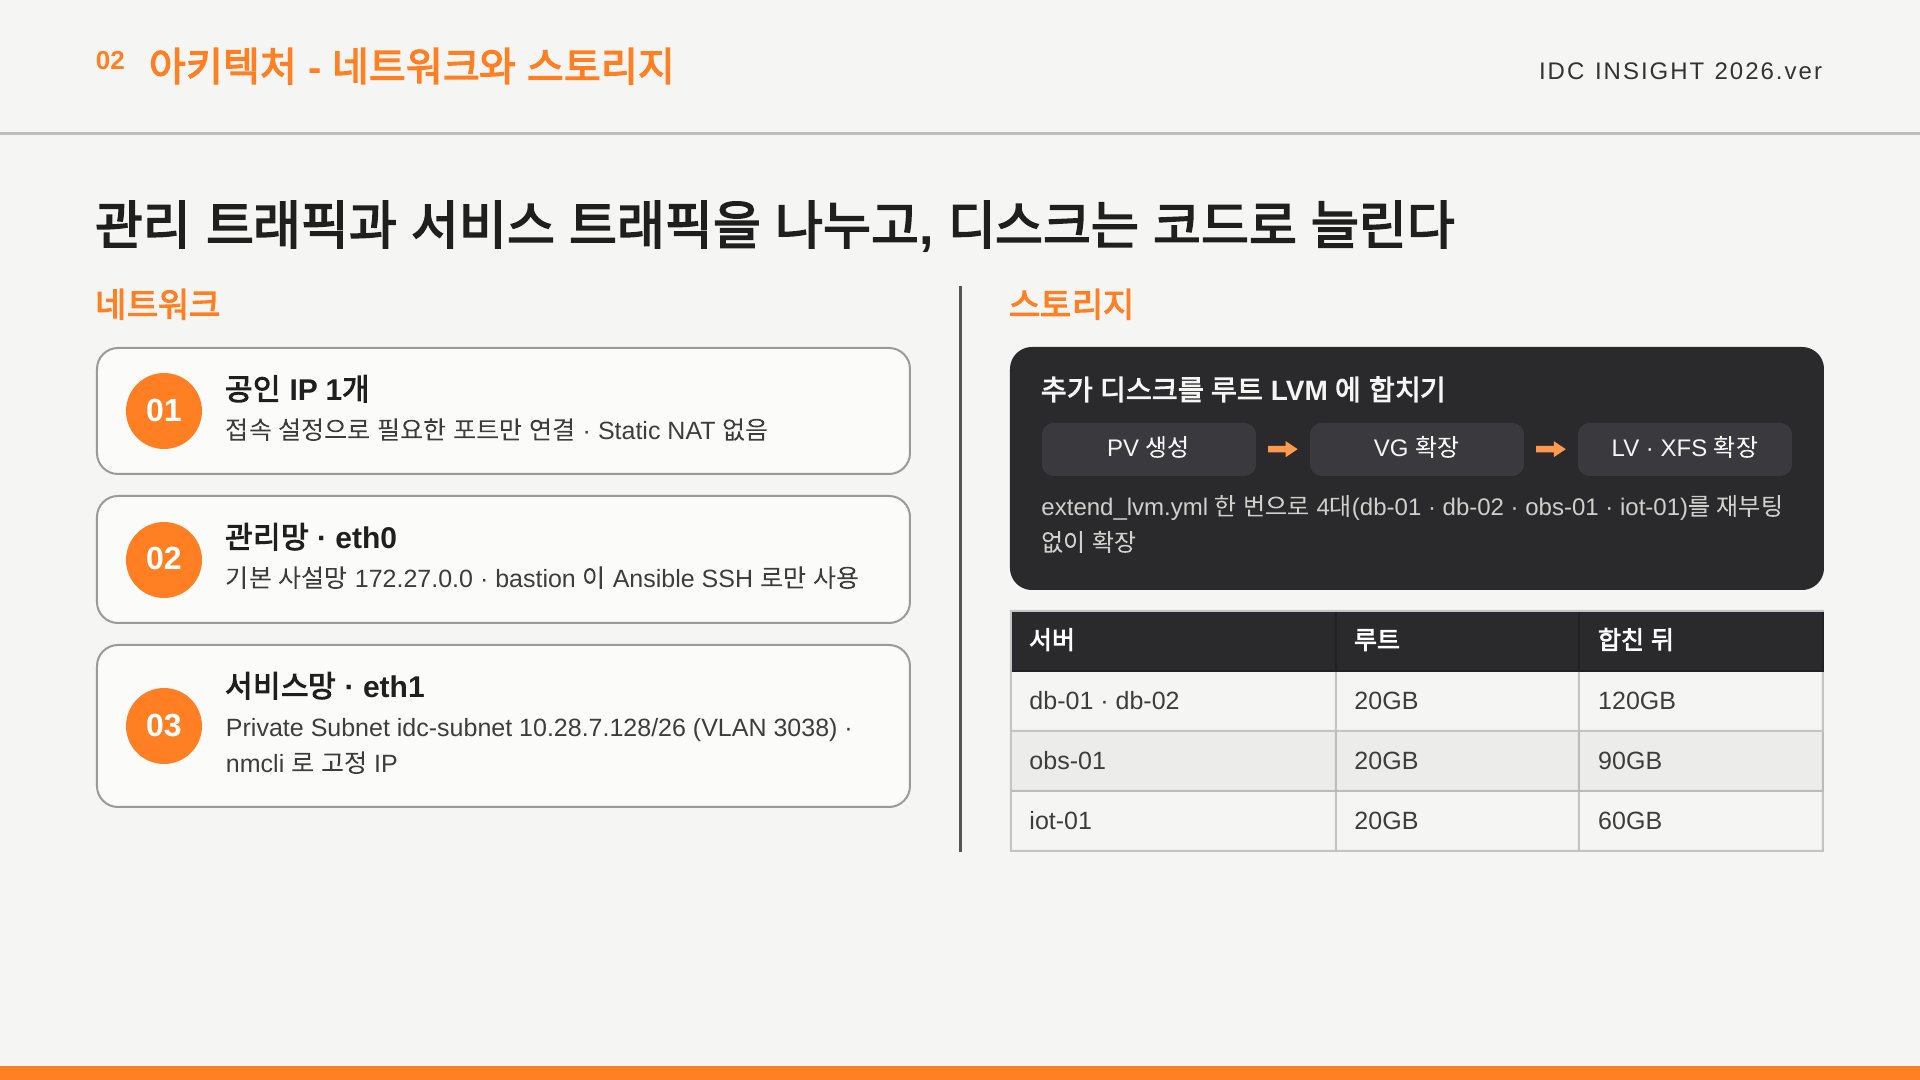 02 아키텍처 - 네트워크와 스토리지
IDC INSIGHT 2026.ver
관리 트래픽과 서비스 트래픽을 나누고, 디스크는 코드로 늘린다
네트워크
01
공인 IP 1개
접속 설정으로 필요한 포트만 연결 · Static NAT 없음
02
관리망 · eth0
기본 사설망 172.27.0.0 · bastion 이 Ansible SSH 로만 사용
03
서비스망 · eth1
Private Subnet idc-subnet 10.28.7.128/26 (VLAN 3038) ·
nmcli 로 고정 IP
스토리지
추가 디스크를 루트 LVM 에 합치기
PV 생성
VG 확장
LV · XFS 확장
extend_lvm.yml 한 번으로 4대(db-01 · db-02 · obs-01 · iot-01)를 재부팅
없이 확장
서버 루트 합친 뒤
db-01 · db-02 20GB 120GB
obs-01 20GB 90GB
iot-01 20GB 60GB